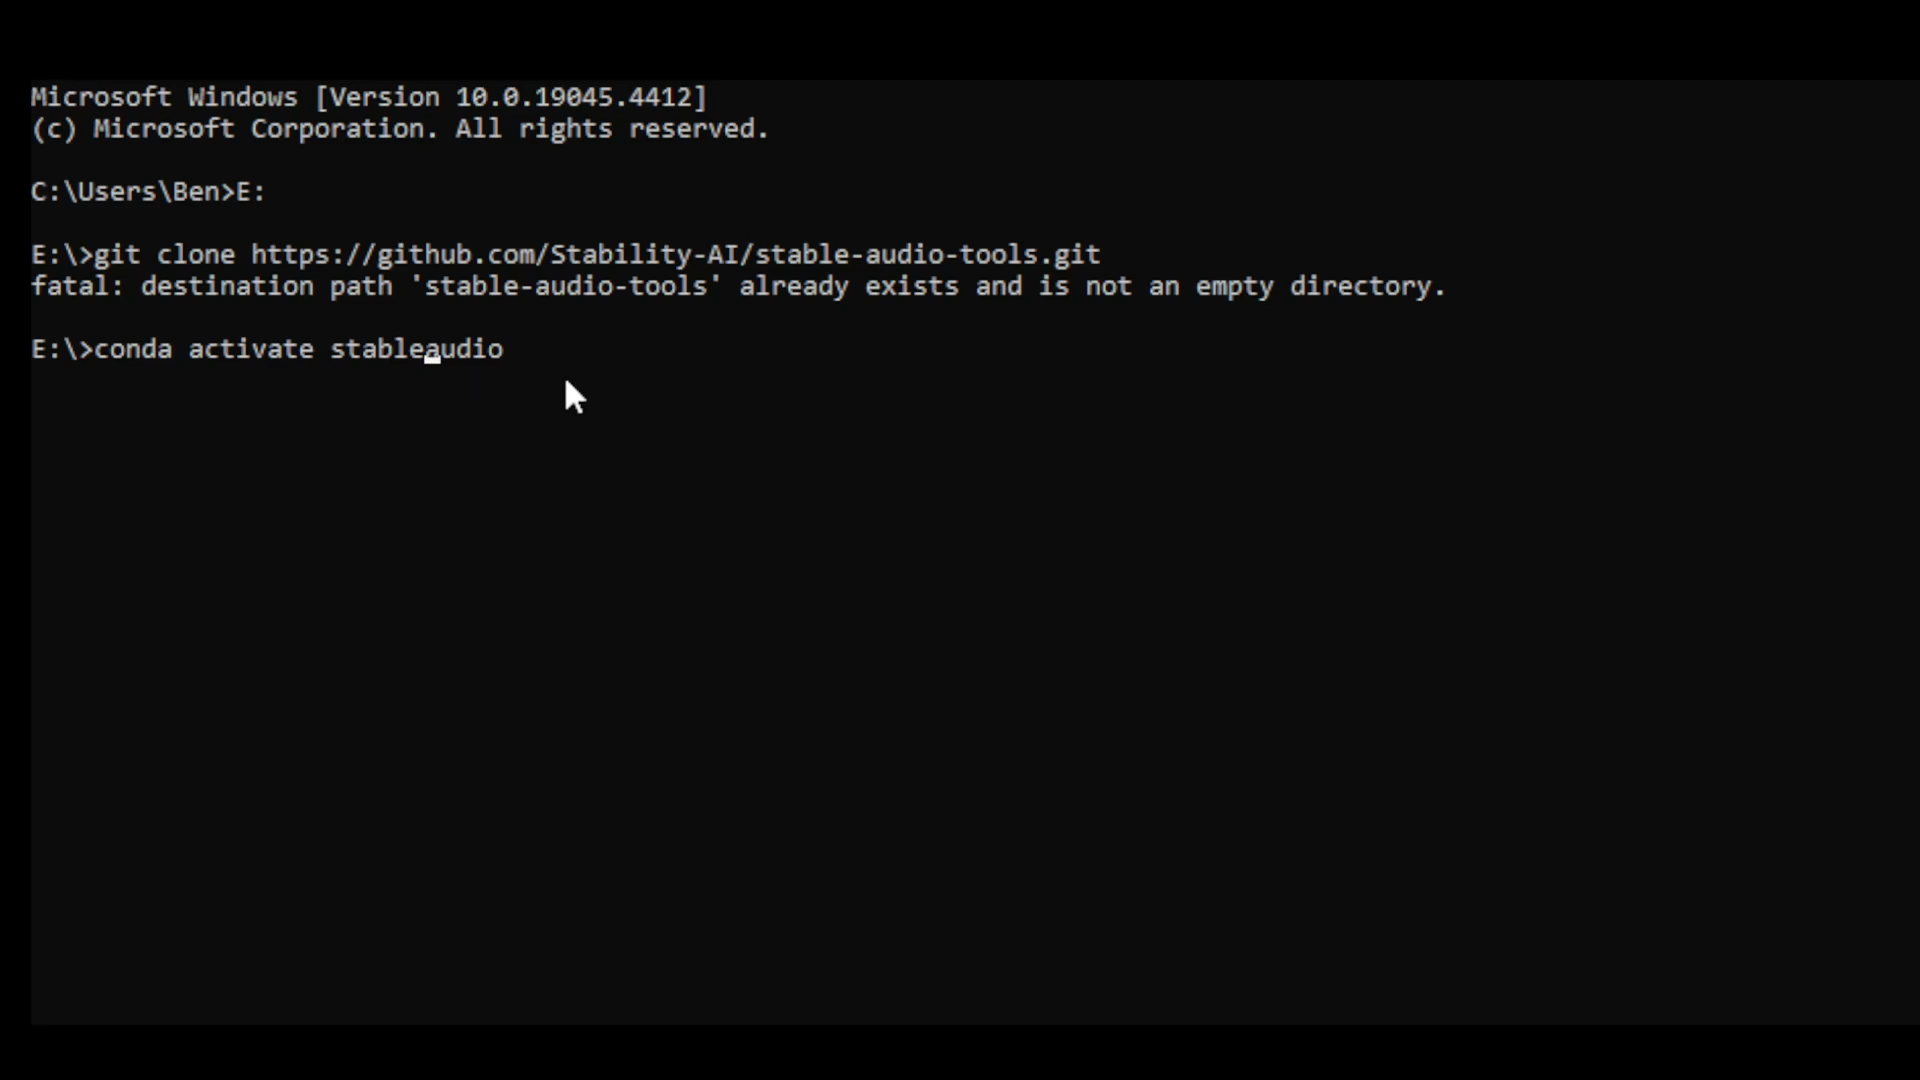 Microsoft Windows [Version 10.0.19045.4412]
(c) Microsoft Corporation. All rights reserved.
C:\Users\Ben>E:
E:\>git clone https://github.com/Stability-AI/stable-audio-tools.git
fatal: destination path 'stable-audio-tools' already exists and is not an empty directory.
E:\>conda activate stableaudio